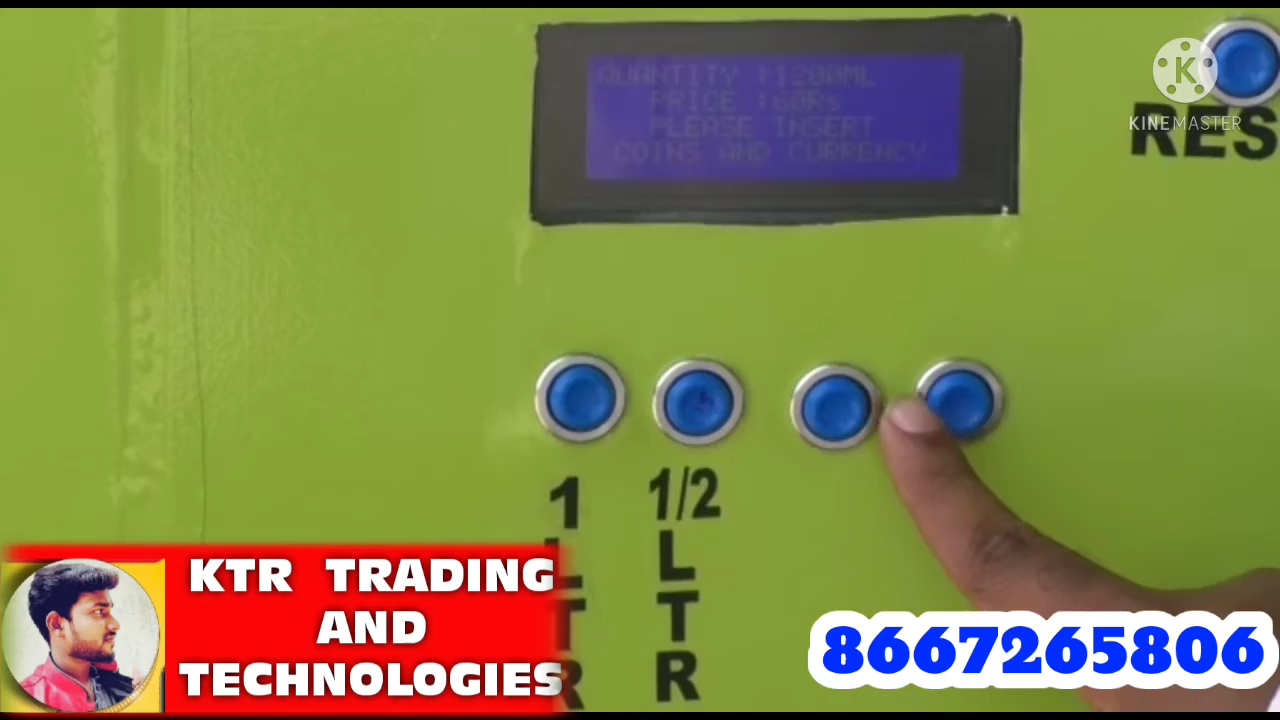 QUANTITY :1200ML
PRICE :60Rs
PLEASE INSERT
COINS AND CURRENCY
K
KINEMASTER
RES
1
LTR
1/2
LTR
KTR TRADING
AND
TECHNOLOGIES
8667265806